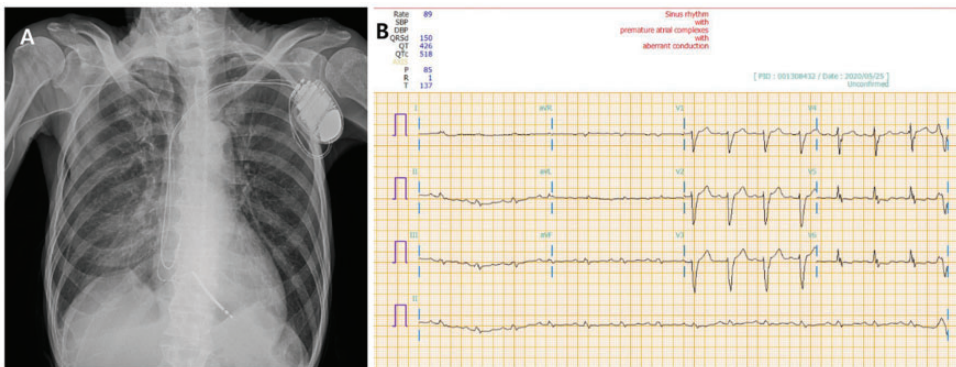 A
B
Rate 89
SBP
DBP
QRSd 150
QT 426
QTc 518
P 85
R 1
T 137
Sinus rhythm
with
premature atrial complexes
with
aberrant conduction
[ PID : 001308432 / Date : 2020/05/25 ]
Unconfirmed
I aVR V1 V4
II aVL V2 V5
III aVF V3 V6
II